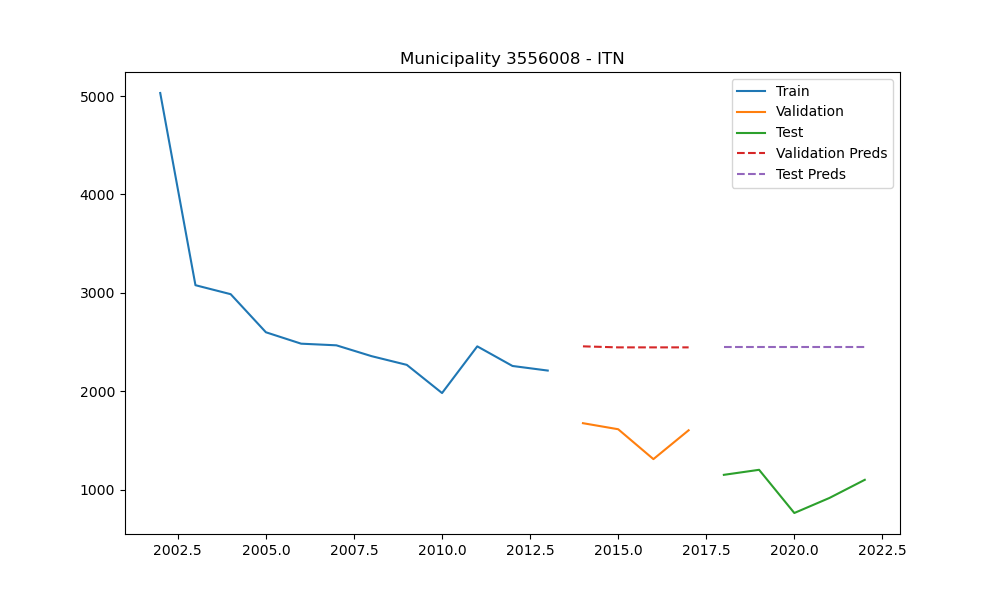 Municipality 3556008 - ITN
Train
Validation
Test
Validation Preds
Test Preds
5000
4000
3000
2000
1000
2002.5 2005.0 2007.5 2010.0 2012.5 2015.0 2017.5 2020.0 2022.5